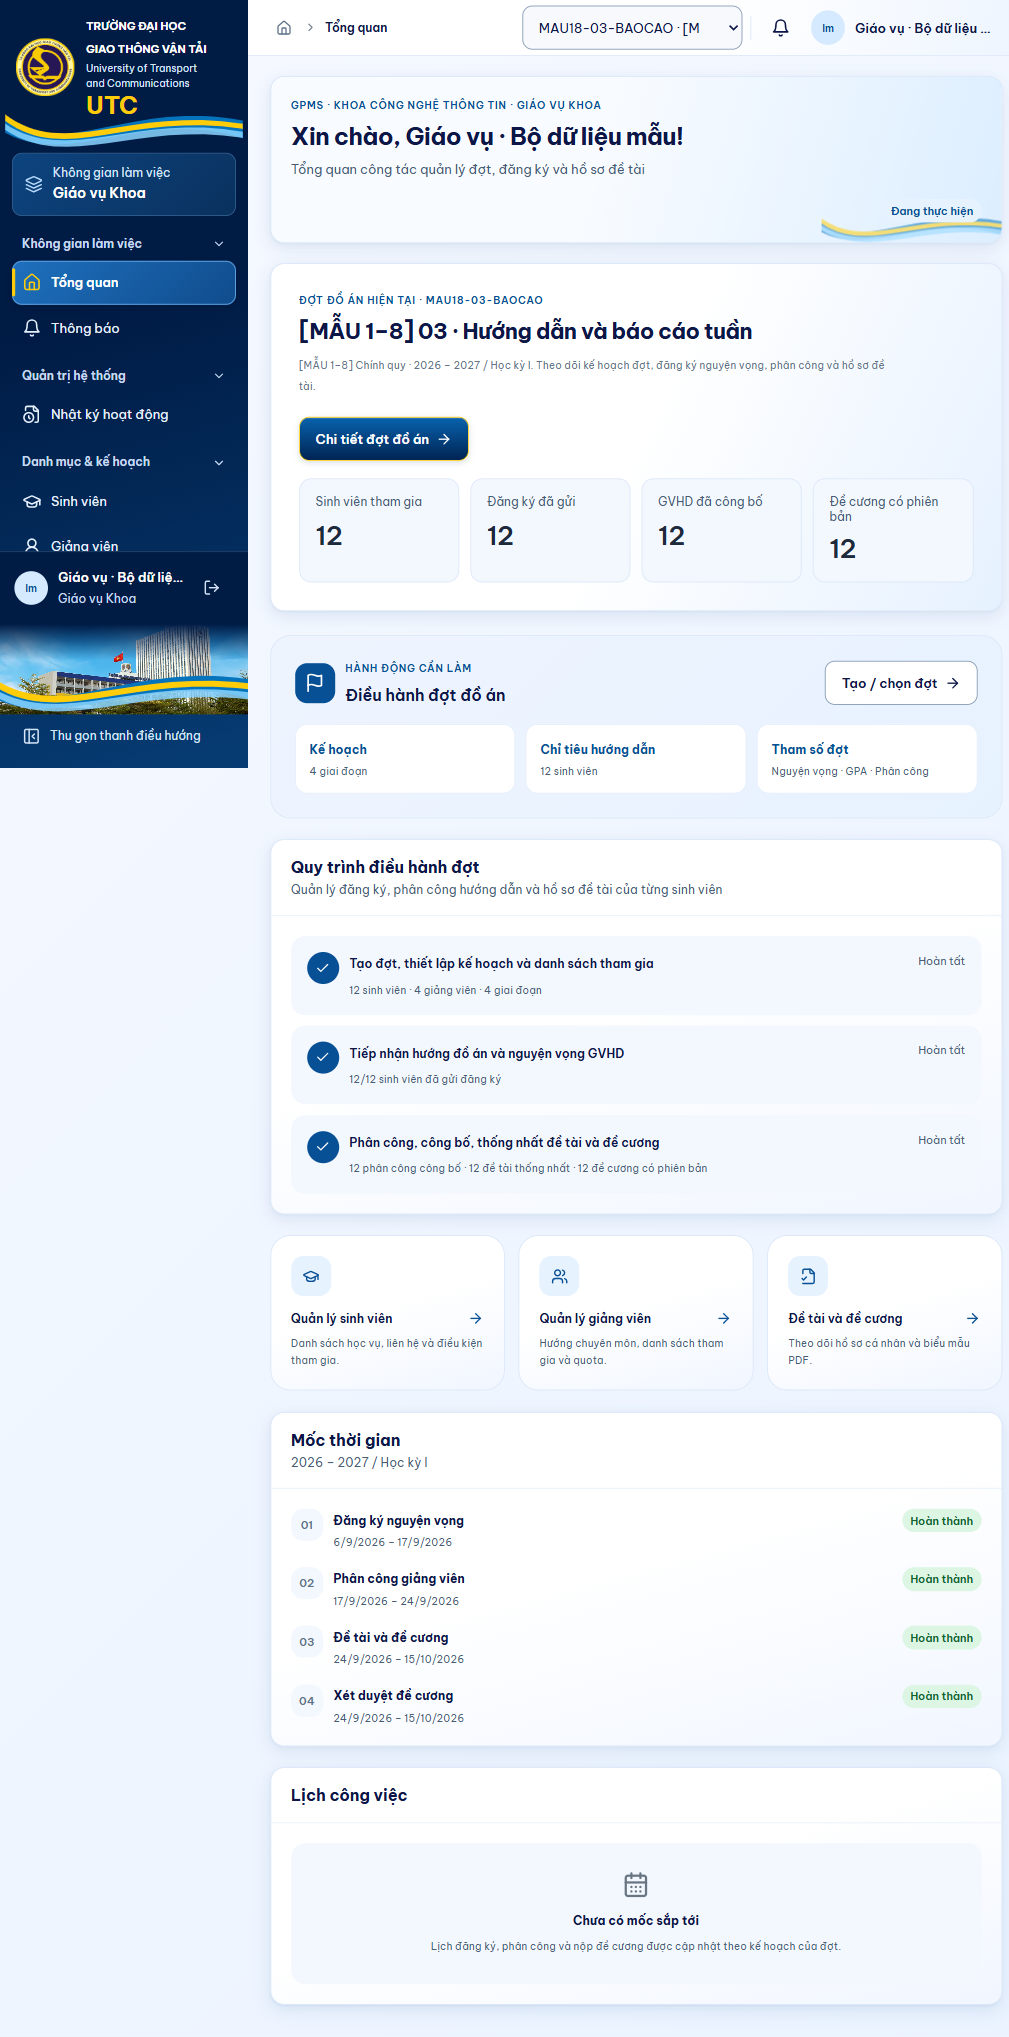 TRƯỜNG ĐẠI HỌC
GIAO THÔNG VẬN TẢI
University of Transport
and Communications
UTC
Không gian làm việc
Giáo vụ Khoa
Không gian làm việc
Tổng quan
Thông báo
Quản trị hệ thống
Nhật ký hoạt động
Danh mục & kế hoạch
Sinh viên
Giảng viên
Im
Giáo vụ · Bộ dữ liệ...
Giáo vụ Khoa
Thu gọn thanh điều hướng
Tổng quan
MAU18-03-BAOCAO · [M
Im
Giáo vụ · Bộ dữ liệu ...
GPMS · KHOA CÔNG NGHỆ THÔNG TIN · GIÁO VỤ KHOA
Xin chào, Giáo vụ · Bộ dữ liệu mẫu!
Tổng quan công tác quản lý đợt, đăng ký và hồ sơ đề tài
Đang thực hiện
ĐỢT ĐỒ ÁN HIỆN TẠI · MAU18-03-BAOCAO
[MẪU 1–8] 03 · Hướng dẫn và báo cáo tuần
[MẪU 1–8] Chính quy · 2026 – 2027 / Học kỳ I. Theo dõi kế hoạch đợt, đăng ký nguyện vọng, phân công và hồ sơ đề
tài.
Chi tiết đợt đồ án
Sinh viên tham gia
12
Đăng ký đã gửi
12
GVHD đã công bố
12
Đề cương có phiên
bản
12
HÀNH ĐỘNG CẦN LÀM
Điều hành đợt đồ án
Tạo / chọn đợt
Kế hoạch
4 giai đoạn
Chỉ tiêu hướng dẫn
12 sinh viên
Tham số đợt
Nguyện vọng · GPA · Phân công
Quy trình điều hành đợt
Quản lý đăng ký, phân công hướng dẫn và hồ sơ đề tài của từng sinh viên
Tạo đợt, thiết lập kế hoạch và danh sách tham gia
Hoàn tất
12 sinh viên · 4 giảng viên · 4 giai đoạn
Tiếp nhận hướng đồ án và nguyện vọng GVHD
Hoàn tất
12/12 sinh viên đã gửi đăng ký
Phân công, công bố, thống nhất đề tài và đề cương
Hoàn tất
12 phân công công bố · 12 đề tài thống nhất · 12 đề cương có phiên bản
Quản lý sinh viên
Danh sách học vụ, liên hệ và điều kiện
tham gia.
Quản lý giảng viên
Hướng chuyên môn, danh sách tham
gia và quota.
Đề tài và đề cương
Theo dõi hồ sơ cá nhân và biểu mẫu
PDF.
Mốc thời gian
2026 – 2027 / Học kỳ I
01
Đăng ký nguyện vọng
Hoàn thành
6/9/2026 – 17/9/2026
02
Phân công giảng viên
Hoàn thành
17/9/2026 – 24/9/2026
03
Đề tài và đề cương
Hoàn thành
24/9/2026 – 15/10/2026
04
Xét duyệt đề cương
Hoàn thành
24/9/2026 – 15/10/2026
Lịch công việc
Chưa có mốc sắp tới
Lịch đăng ký, phân công và nộp đề cương được cập nhật theo kế hoạch của đợt.